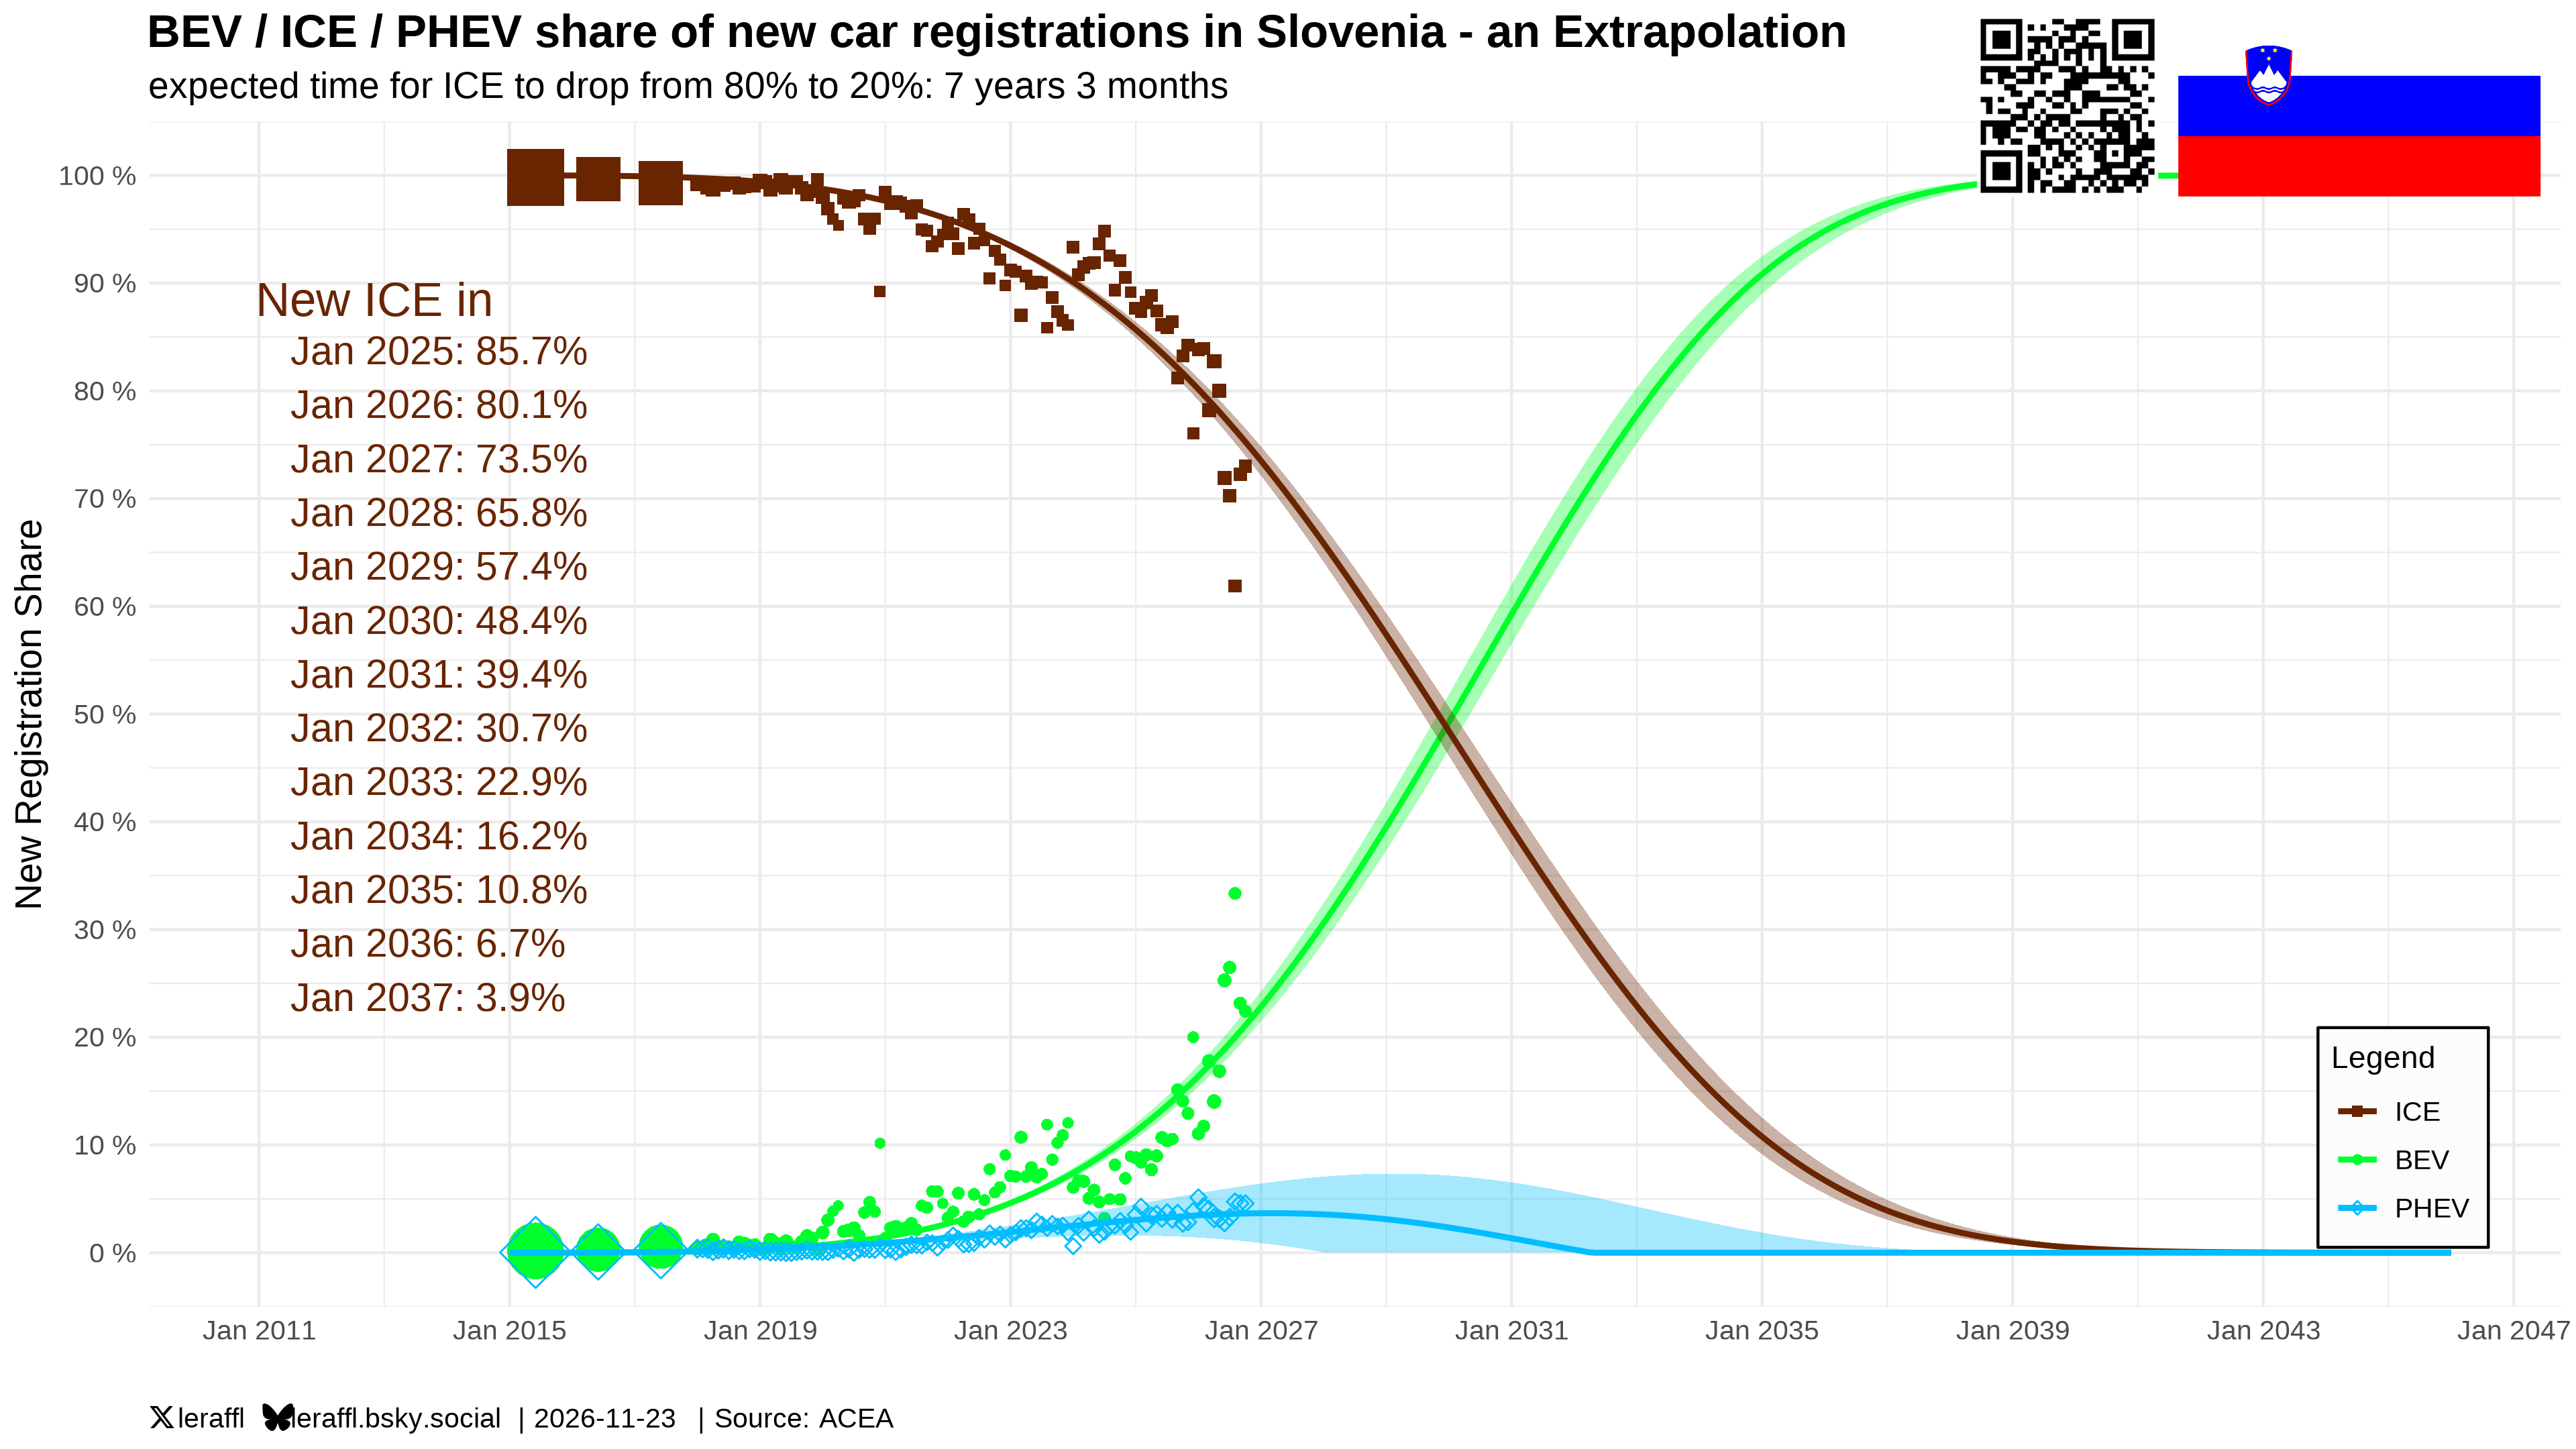 BEV / ICE / PHEV share of new car registrations in Slovenia - an Extrapolation
expected time for ICE to drop from 80% to 20%: 7 years 3 months
New Registration Share
100 %
90 %
80 %
70 %
60 %
50 %
40 %
30 %
20 %
10 %
0 %
New ICE in
Jan 2025: 85.7%
Jan 2026: 80.1%
Jan 2027: 73.5%
Jan 2028: 65.8%
Jan 2029: 57.4%
Jan 2030: 48.4%
Jan 2031: 39.4%
Jan 2032: 30.7%
Jan 2033: 22.9%
Jan 2034: 16.2%
Jan 2035: 10.8%
Jan 2036: 6.7%
Jan 2037: 3.9%
Legend
ICE
BEV
PHEV
Jan 2011 Jan 2015 Jan 2019 Jan 2023 Jan 2027 Jan 2031 Jan 2035 Jan 2039 Jan 2043 Jan 2047
leraffl leraffl.bsky.social | 2026-11-23 | Source: ACEA